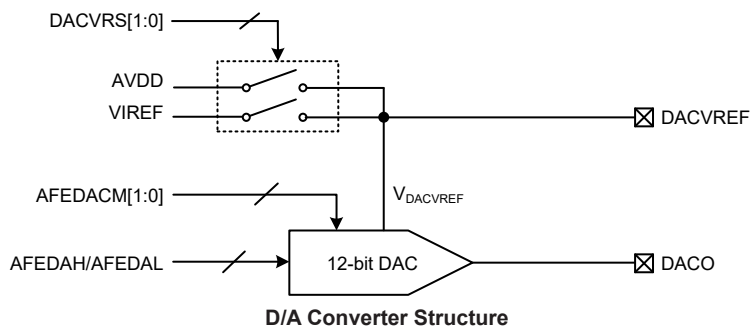 DACVRS[1:0]
AVDD
VIREF
DACVREF
AFEDACM[1:0]
VDACVREF
AFEDAH/AFEDAL
12-bit DAC
DACO
D/A Converter Structure